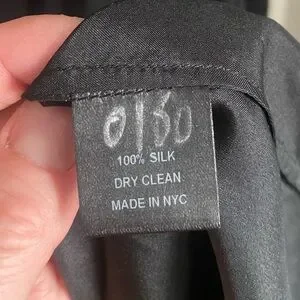 0130
100% SILK
DRY CLEAN
MADE IN NYC